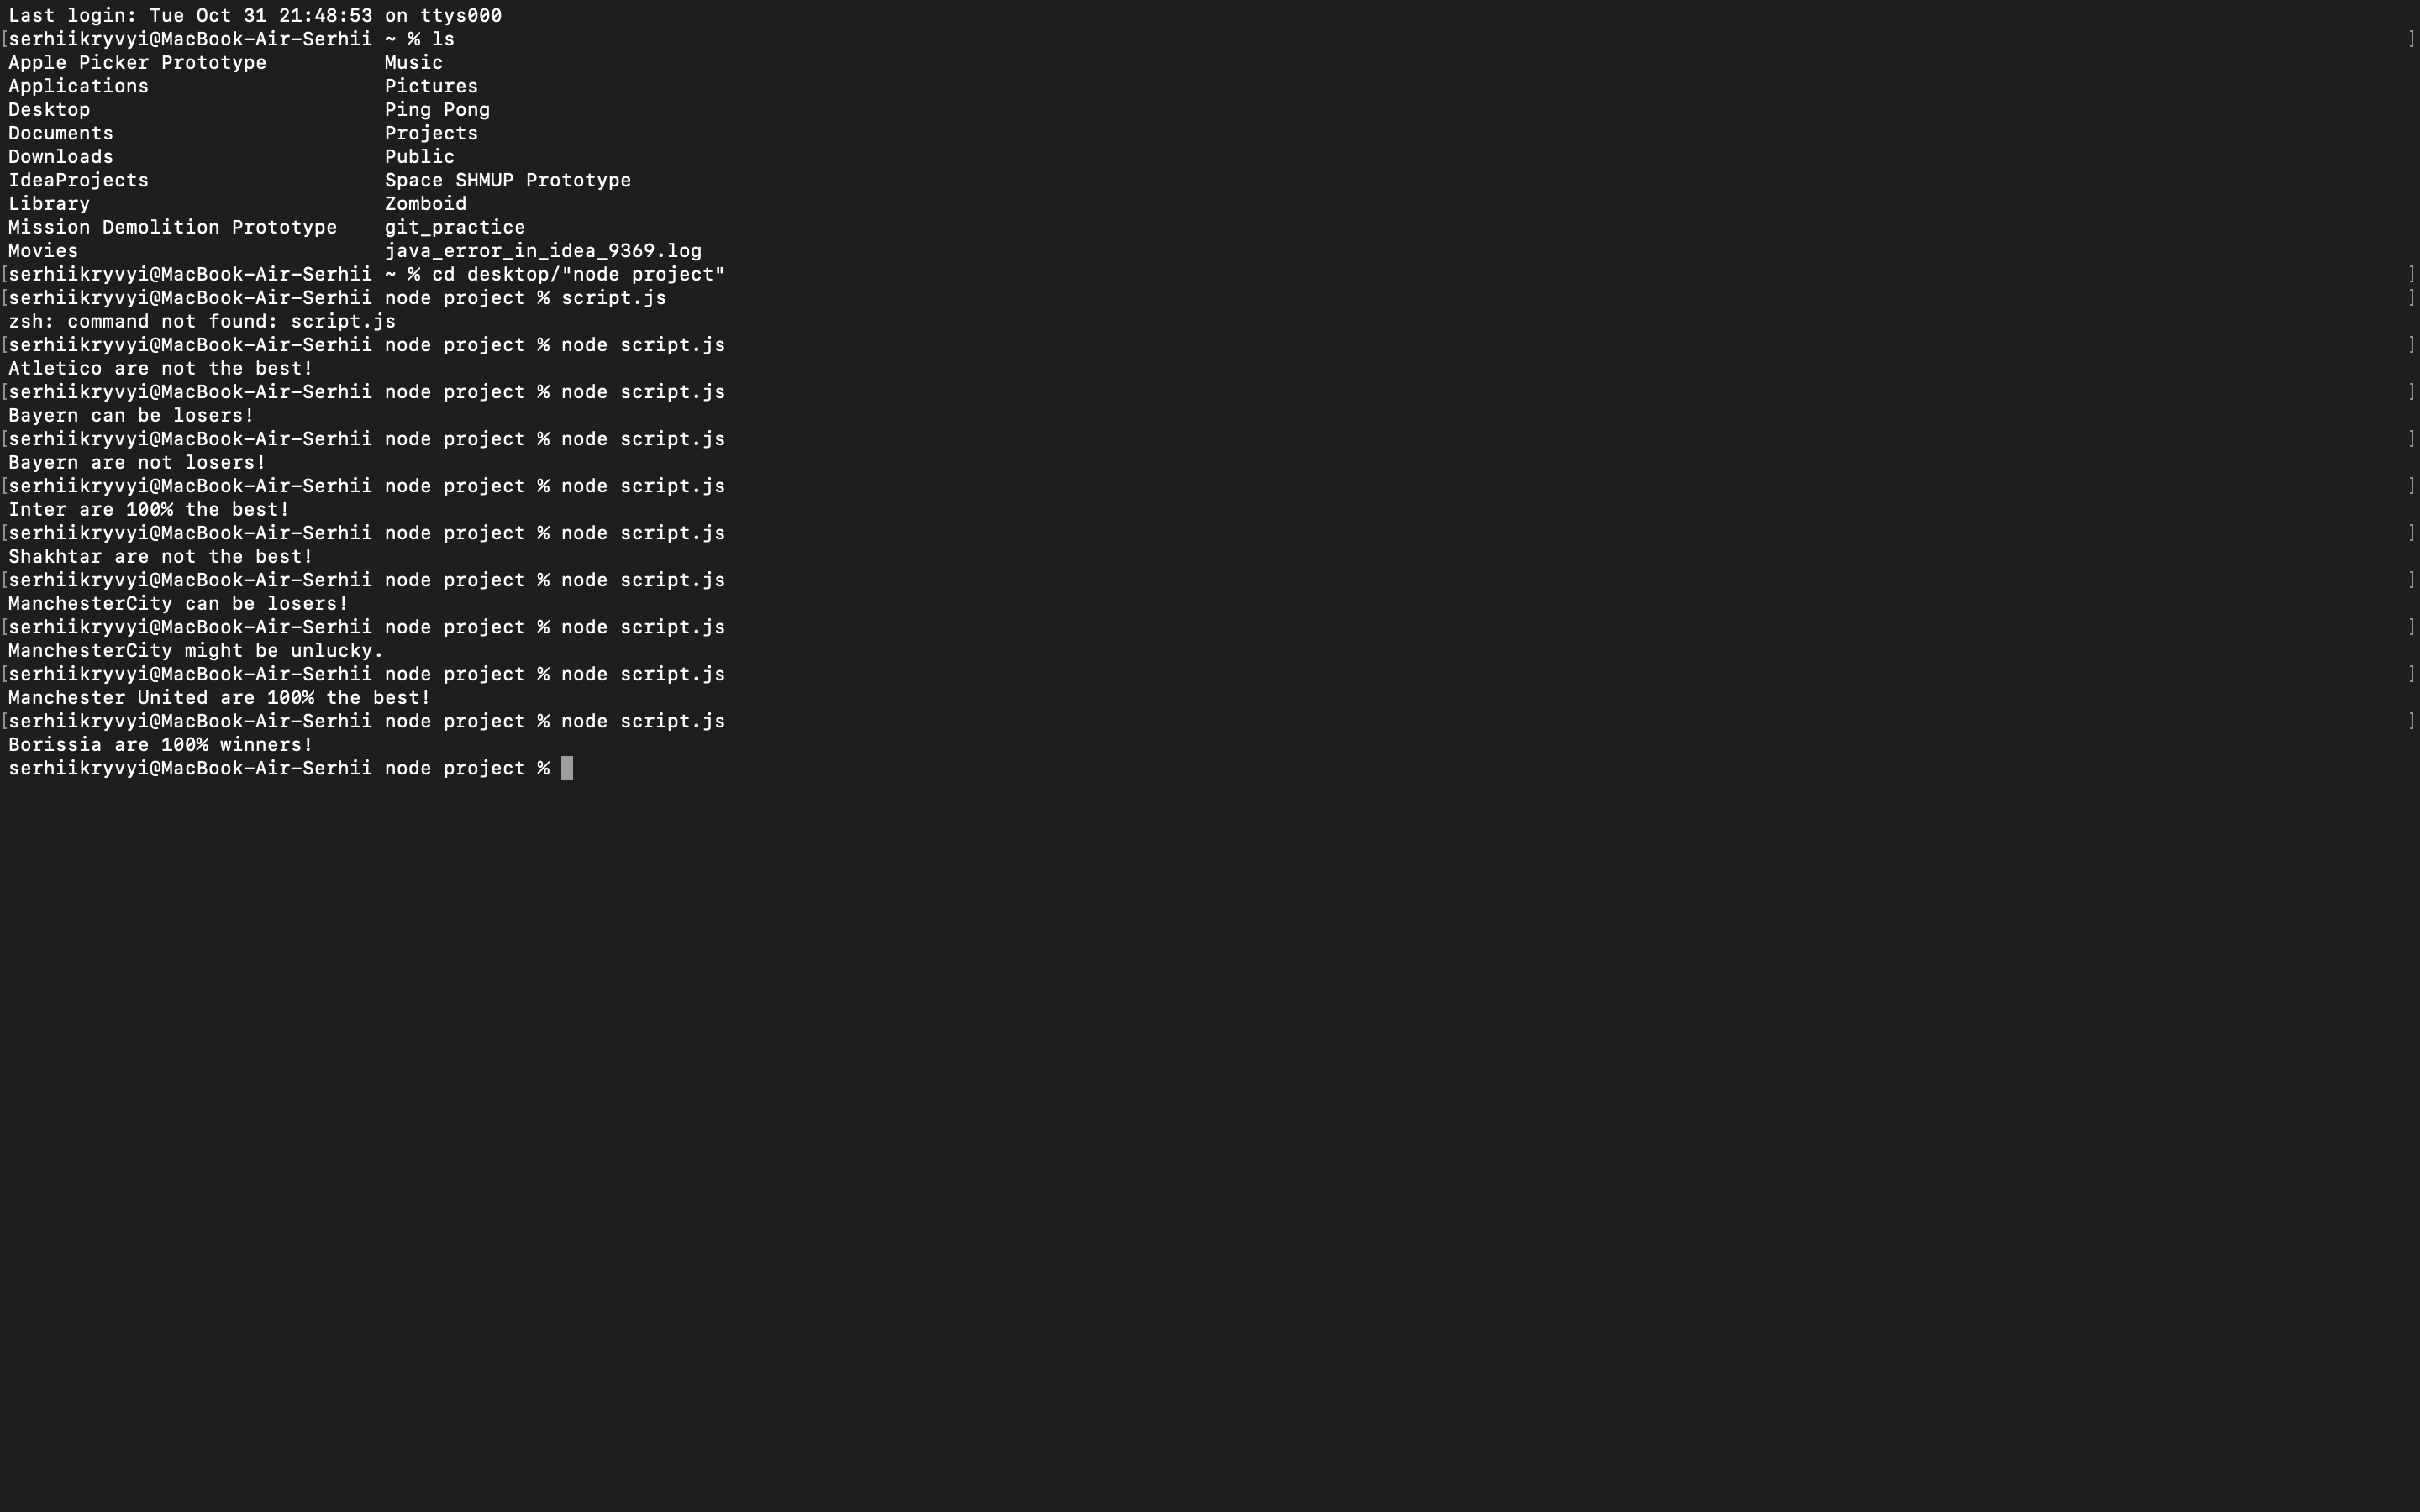 Last login: Tue Oct 31 21:48:53 on ttys000
[serhiikryvyi@MacBook-Air-Serhii ~ % ls ]
Apple Picker Prototype Music
Applications Pictures
Desktop Ping Pong
Documents Projects
Downloads Public
IdeaProjects Space SHMUP Prototype
Library Zomboid
Mission Demolition Prototype git_practice
Movies java_error_in_idea_9369.log
[serhiikryvyi@MacBook-Air-Serhii ~ % cd desktop/"node project" ]
[serhiikryvyi@MacBook-Air-Serhii node project % script.js ]
zsh: command not found: script.js
[serhiikryvyi@MacBook-Air-Serhii node project % node script.js ]
Atletico are not the best!
[serhiikryvyi@MacBook-Air-Serhii node project % node script.js ]
Bayern can be losers!
[serhiikryvyi@MacBook-Air-Serhii node project % node script.js ]
Bayern are not losers!
[serhiikryvyi@MacBook-Air-Serhii node project % node script.js ]
Inter are 100% the best!
[serhiikryvyi@MacBook-Air-Serhii node project % node script.js ]
Shakhtar are not the best!
[serhiikryvyi@MacBook-Air-Serhii node project % node script.js ]
ManchesterCity can be losers!
[serhiikryvyi@MacBook-Air-Serhii node project % node script.js ]
ManchesterCity might be unlucky.
[serhiikryvyi@MacBook-Air-Serhii node project % node script.js ]
Manchester United are 100% the best!
[serhiikryvyi@MacBook-Air-Serhii node project % node script.js ]
Borissia are 100% winners!
serhiikryvyi@MacBook-Air-Serhii node project %